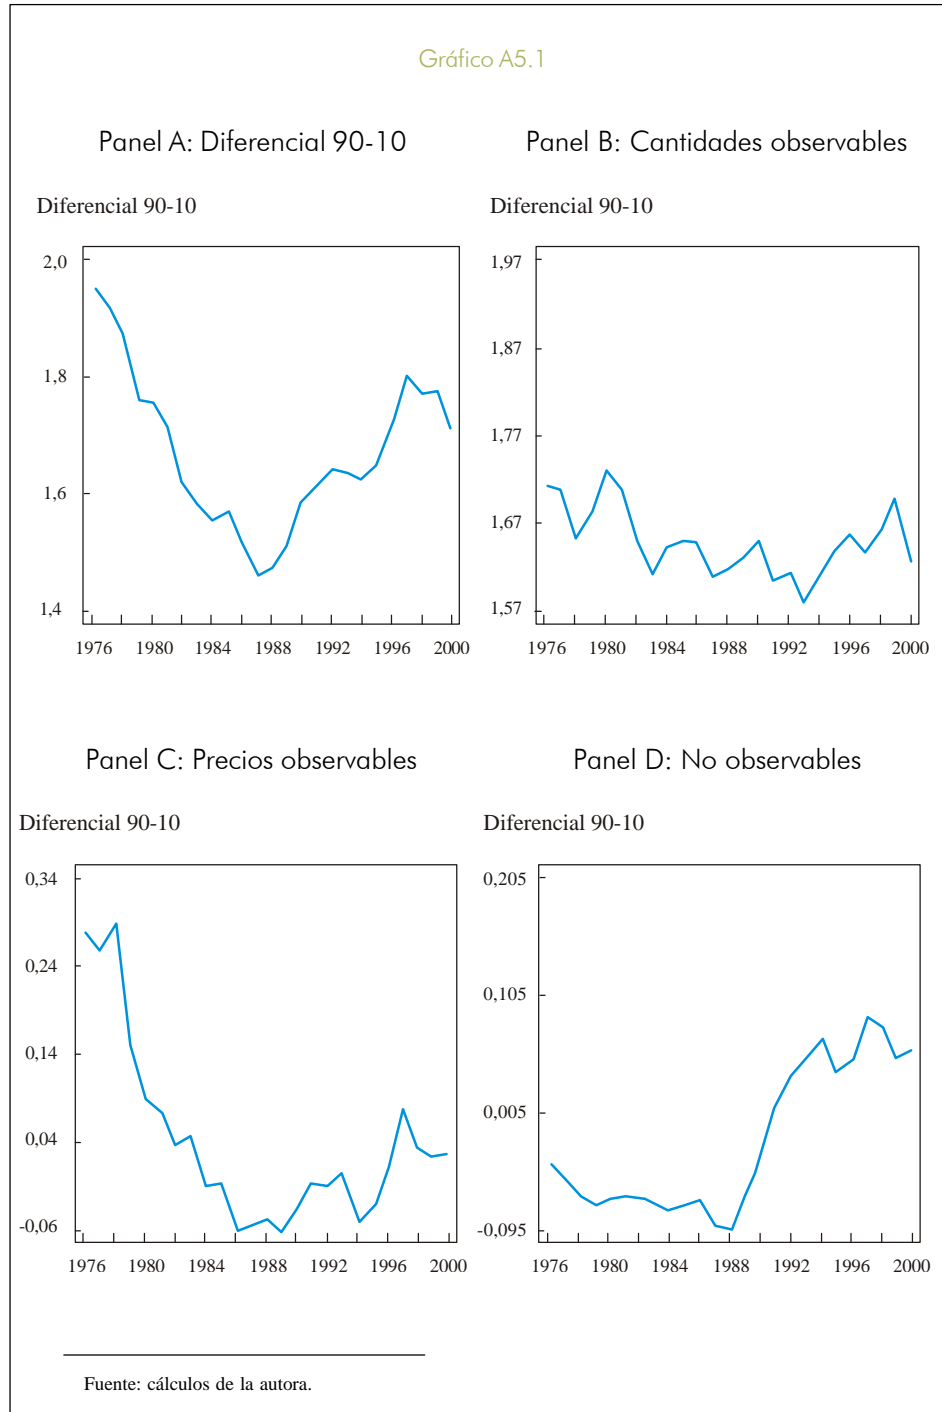 Gráfico A5.1
Panel A: Diferencial 90-10
Diferencial 90-10
2,0
1,8
1,6
1,4
1976 1980 1984 1988 1992 1996 2000
Panel B: Cantidades observables
Diferencial 90-10
1,97
1,87
1,77
1,67
1,57
1976 1980 1984 1988 1992 1996 2000
Panel C: Precios observables
Diferencial 90-10
0,34
0,24
0,14
0,04
-0,06
1976 1980 1984 1988 1992 1996 2000
Panel D: No observables
Diferencial 90-10
0,205
0,105
0,005
-0,095
1976 1980 1984 1988 1992 1996 2000
Fuente: cálculos de la autora.